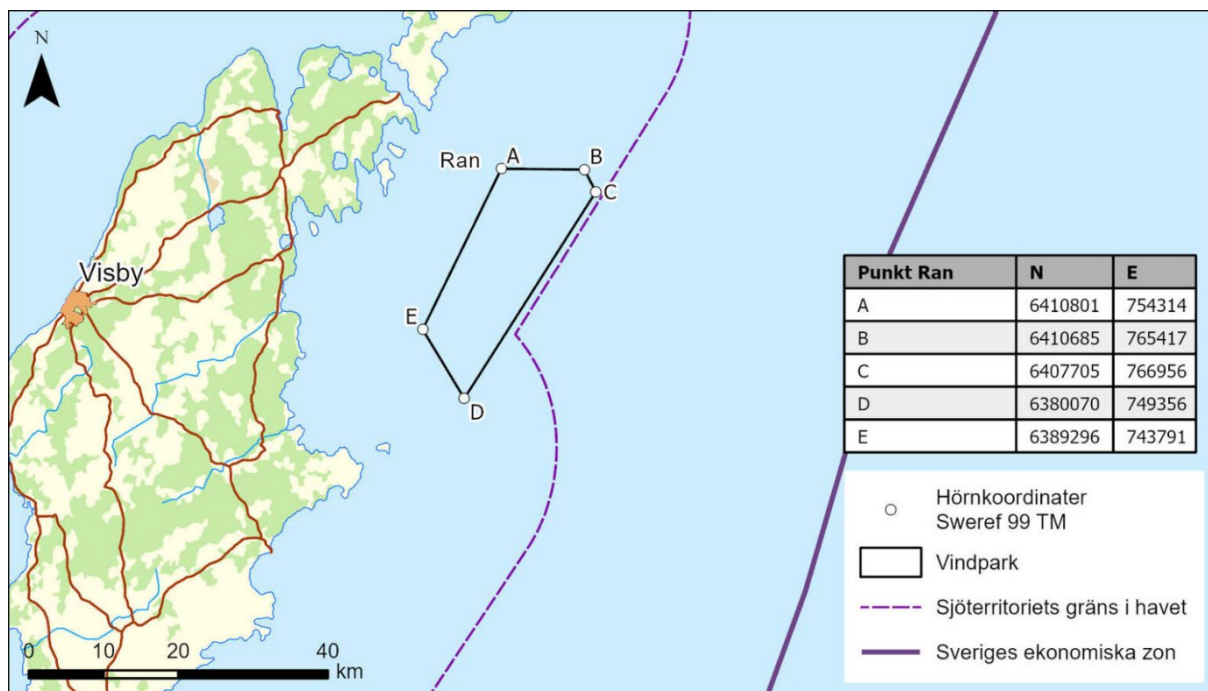 N
Ran
A
B
C
Visby
E
D
Punkt Ran N E
A 6410801 754314
B 6410685 765417
C 6407705 766956
D 6380070 749356
E 6389296 743791
Hörnkoordinater
Sweref 99 TM
Vindpark
Sjöterritoriets gräns i havet
Sveriges ekonomiska zon
0 10 20 40
km